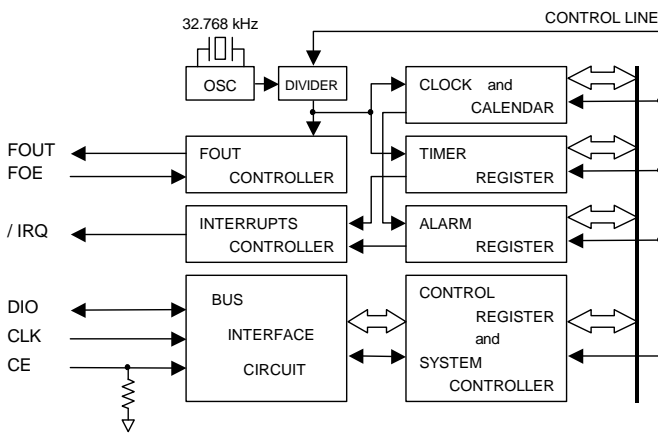 32.768 kHz
CONTROL LINE
OSC
DIVIDER
CLOCK and
CALENDAR
FOUT
FOE
FOUT
CONTROLLER
TIMER
REGISTER
/ IRQ
INTERRUPTS
CONTROLLER
ALARM
REGISTER
DIO
CLK
CE
BUS
INTERFACE
CIRCUIT
CONTROL
REGISTER
and
SYSTEM
CONTROLLER